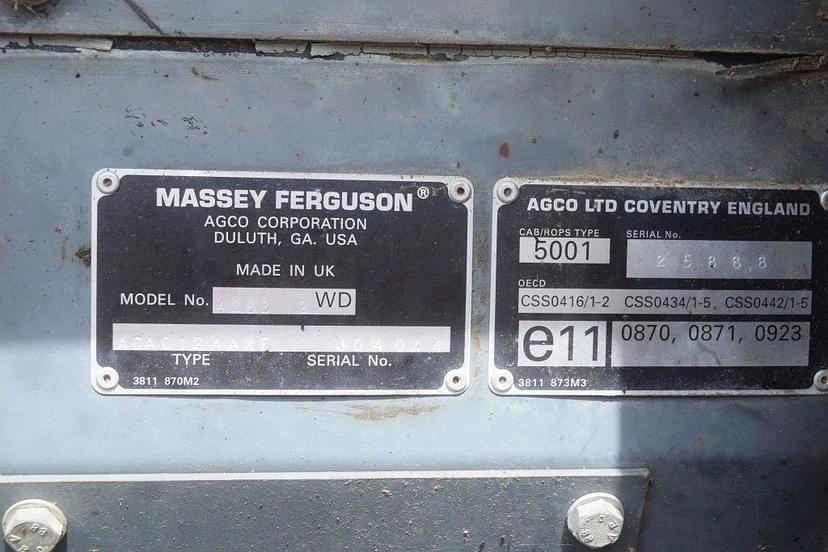 MASSEY FERGUSON®
AGCO CORPORATION
DULUTH, GA. USA
MADE IN UK
MODEL No. 2 WD
TYPE SERIAL No.
3811 870M2
AGCO LTD COVENTRY ENGLAND
CAB/ROPS TYPE SERIAL No.
5001 25888
OECD
CSS0416/1-2 CSS0434/1-5, CSS0442/1-5
e11 0870, 0871, 0923
3811 873M3